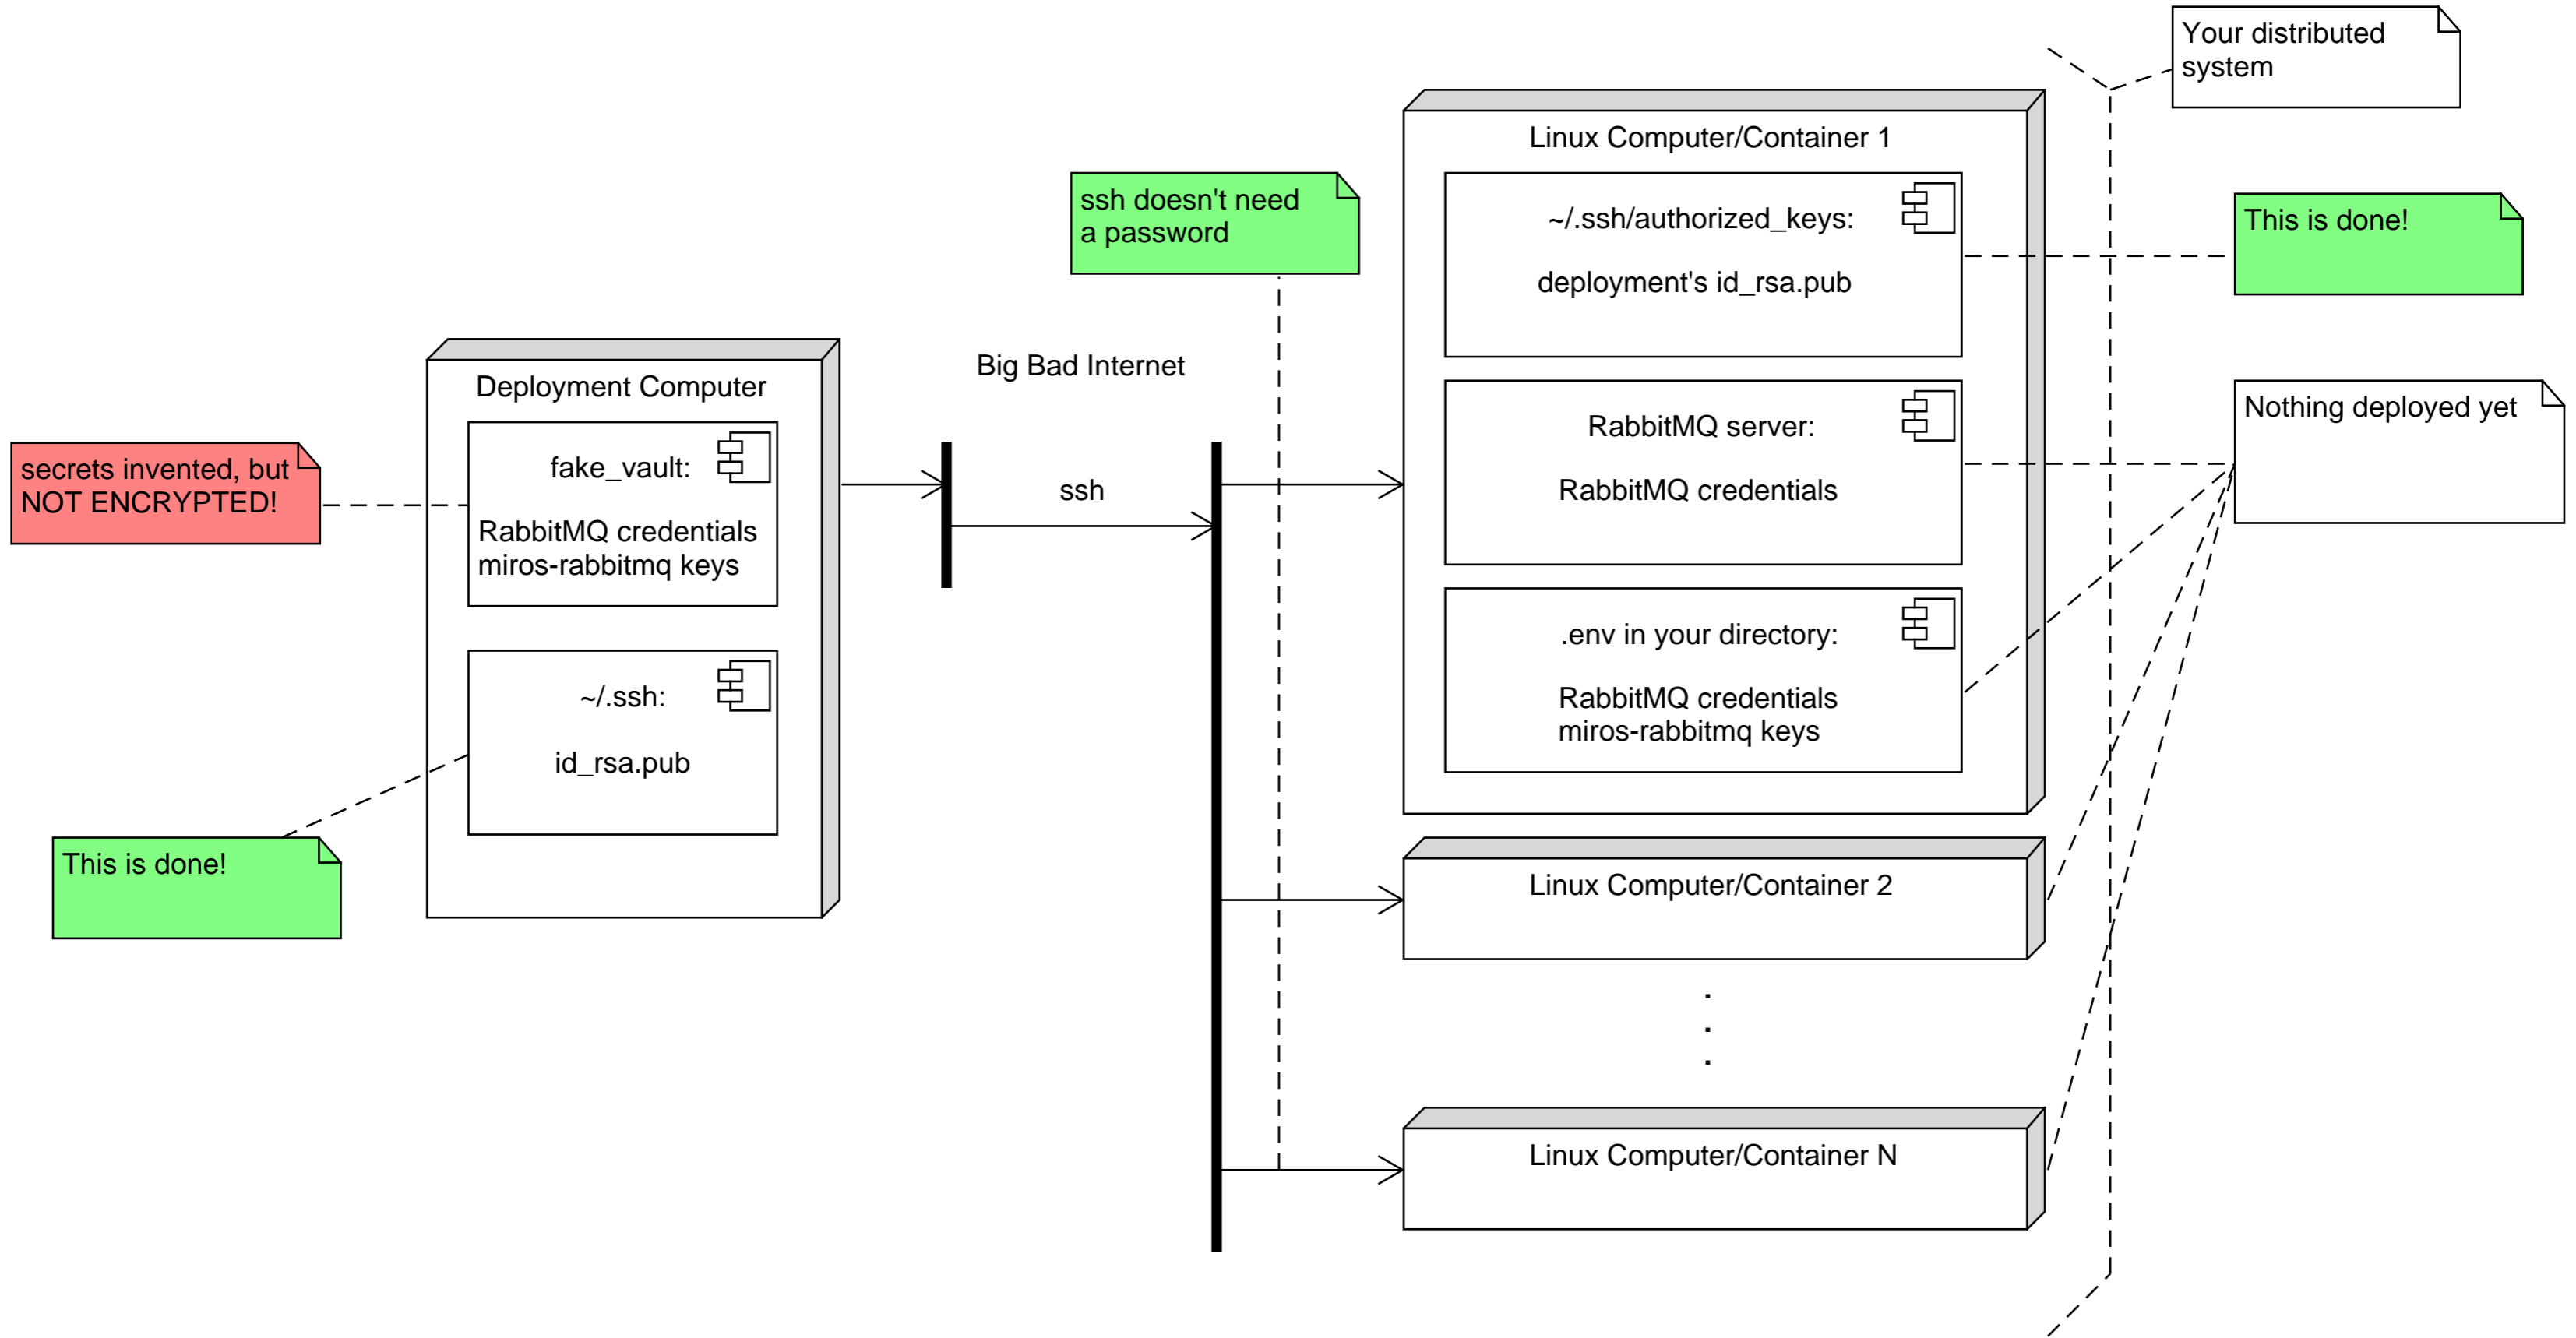 Your distributed
system
Linux Computer/Container 1
ssh doesn't need
a password
~/.ssh/authorized_keys:
deployment's id_rsa.pub
This is done!
Big Bad Internet
Deployment Computer
Nothing deployed yet
RabbitMQ server:
RabbitMQ credentials
secrets invented, but
NOT ENCRYPTED!
fake_vault:
RabbitMQ credentials
miros-rabbitmq keys
ssh
.env in your directory:
RabbitMQ credentials
miros-rabbitmq keys
~/.ssh:
id_rsa.pub
This is done!
Linux Computer/Container 2
.
.
.
Linux Computer/Container N